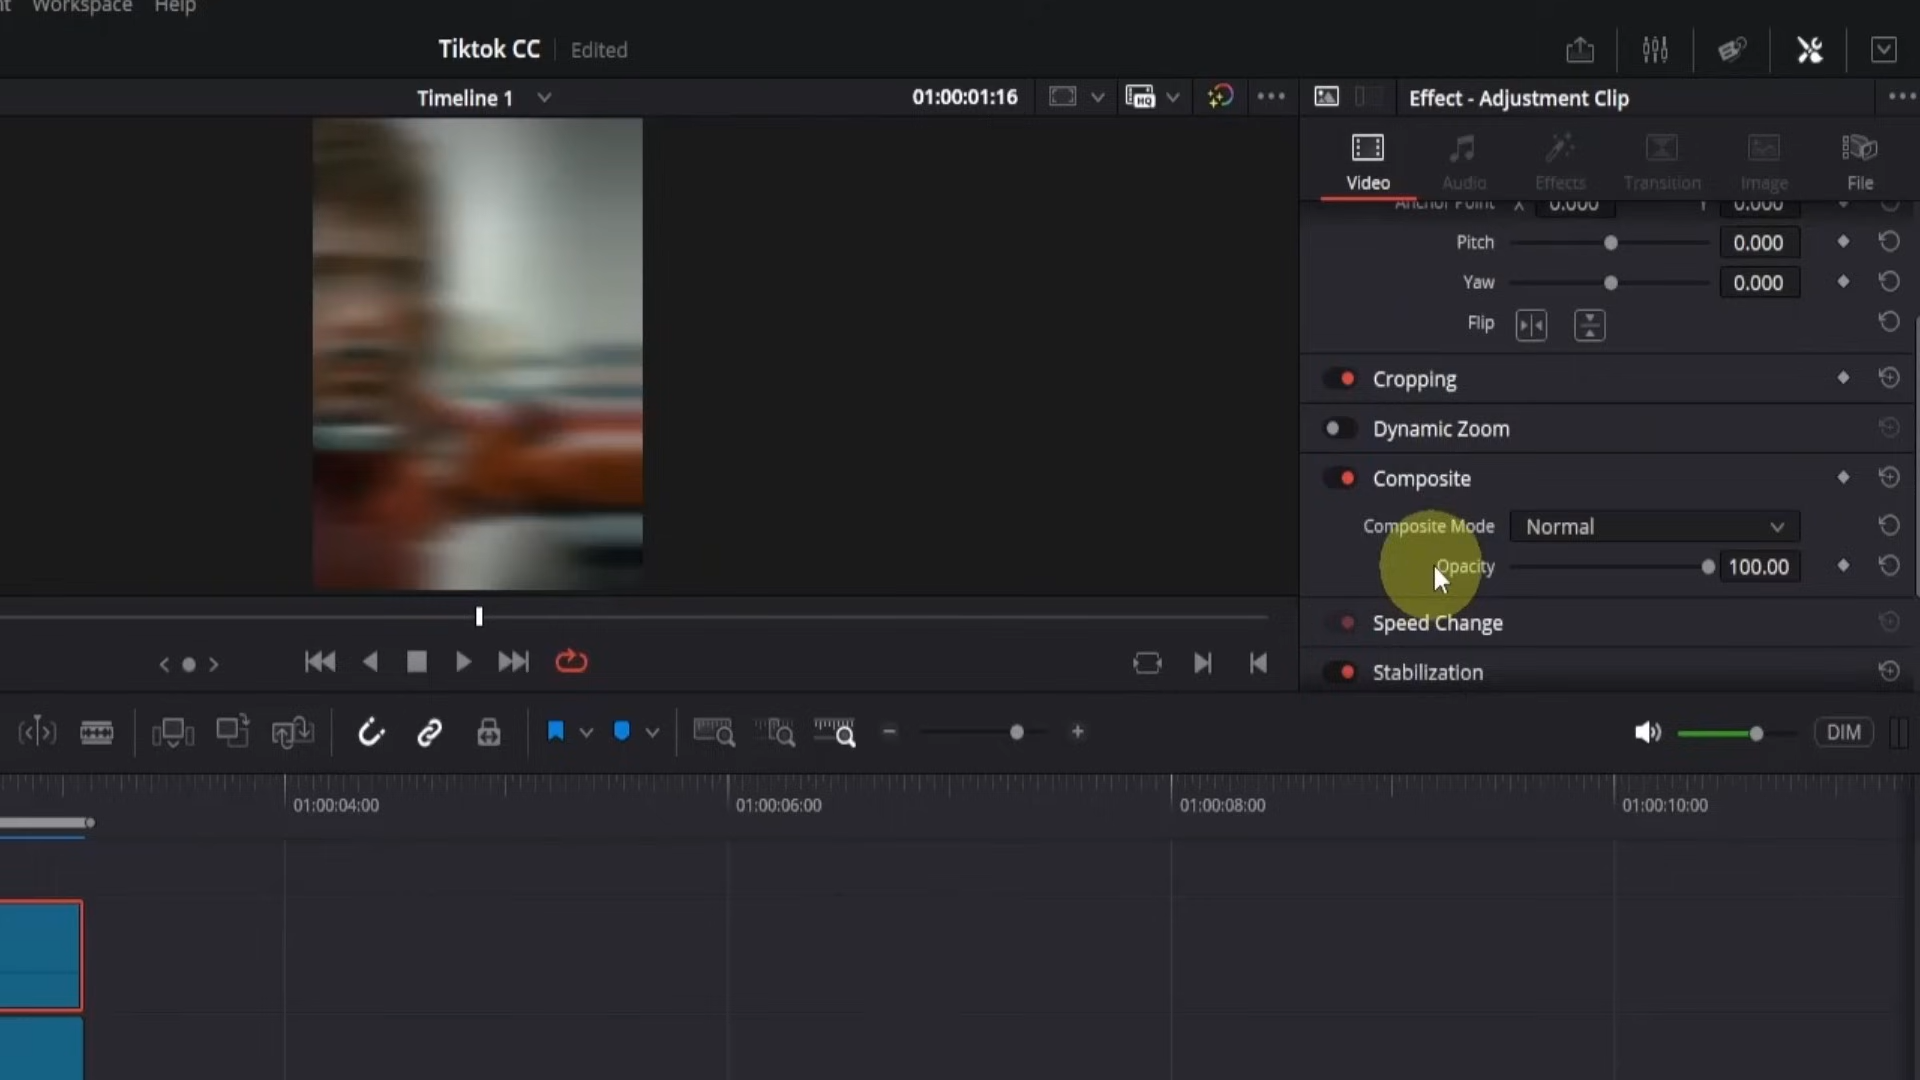 Workspace Help
Tiktok CC Edited
Timeline 1 01:00:01:16 Effect - Adjustment Clip
Video Audio Effects Transition Image File
Anchor Point X 0.000 Y 0.000
Pitch 0.000
Yaw 0.000
Flip
Cropping
Dynamic Zoom
Composite
Composite Mode Normal
Opacity 100.00
Speed Change
Stabilization
DIM
01:00:04:00 01:00:06:00 01:00:08:00 01:00:10:00